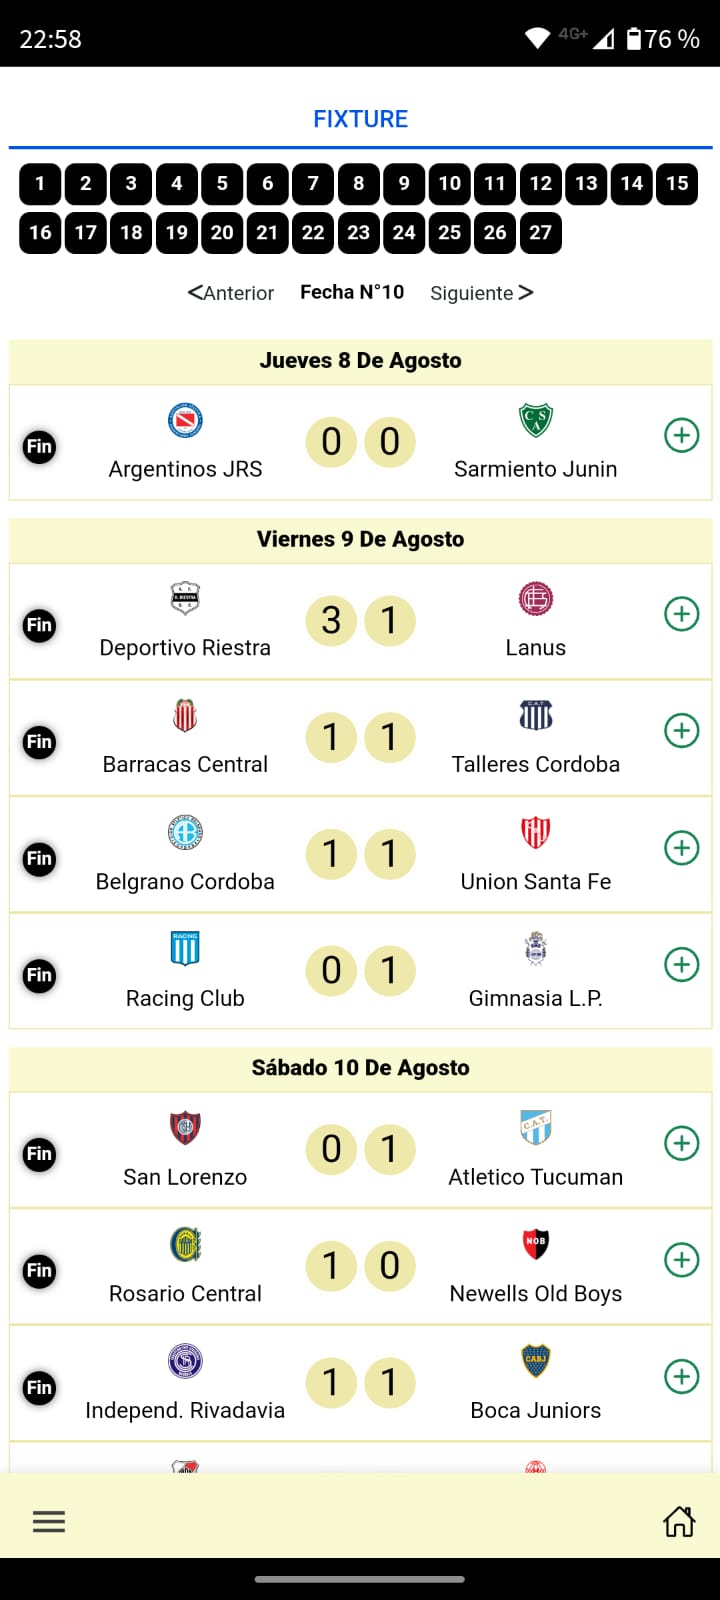 22:58 4G+ 76 %
FIXTURE
1 2 3 4 5 6 7 8 9 10 11 12 13 14 15
16 17 18 19 20 21 22 23 24 25 26 27
<Anterior Fecha N°10 Siguiente >
Jueves 8 De Agosto
Fin Argentinos JRS 0 0 Sarmiento Junin
CSA
Viernes 9 De Agosto
Fin Deportivo Riestra 3 1 Lanus
Fin Barracas Central 1 1 Talleres Cordoba
Fin Belgrano Cordoba 1 1 Union Santa Fe
RACING
Fin Racing Club 0 1 Gimnasia L.P.
Sábado 10 De Agosto
C.A.T.
Fin San Lorenzo 0 1 Atletico Tucuman
NOB
Fin Rosario Central 1 0 Newells Old Boys
CABJ
Fin Independ. Rivadavia 1 1 Boca Juniors